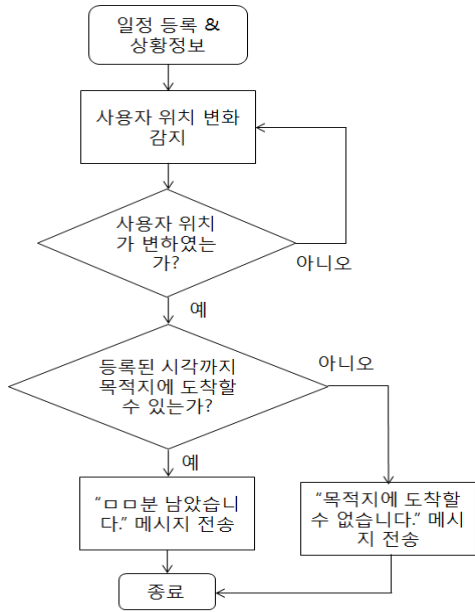 일정 등록 &
상황정보
사용자 위치 변화
감지
사용자 위치
가 변하였는
가?
아니오
예
등록된 시각까지
목적지에 도착할
수 있는가?
아니오
예
“ㅁㅁ분 남았습니
다.” 메시지 전송
“목적지에 도착할
수 없습니다.” 메시
지 전송
종료